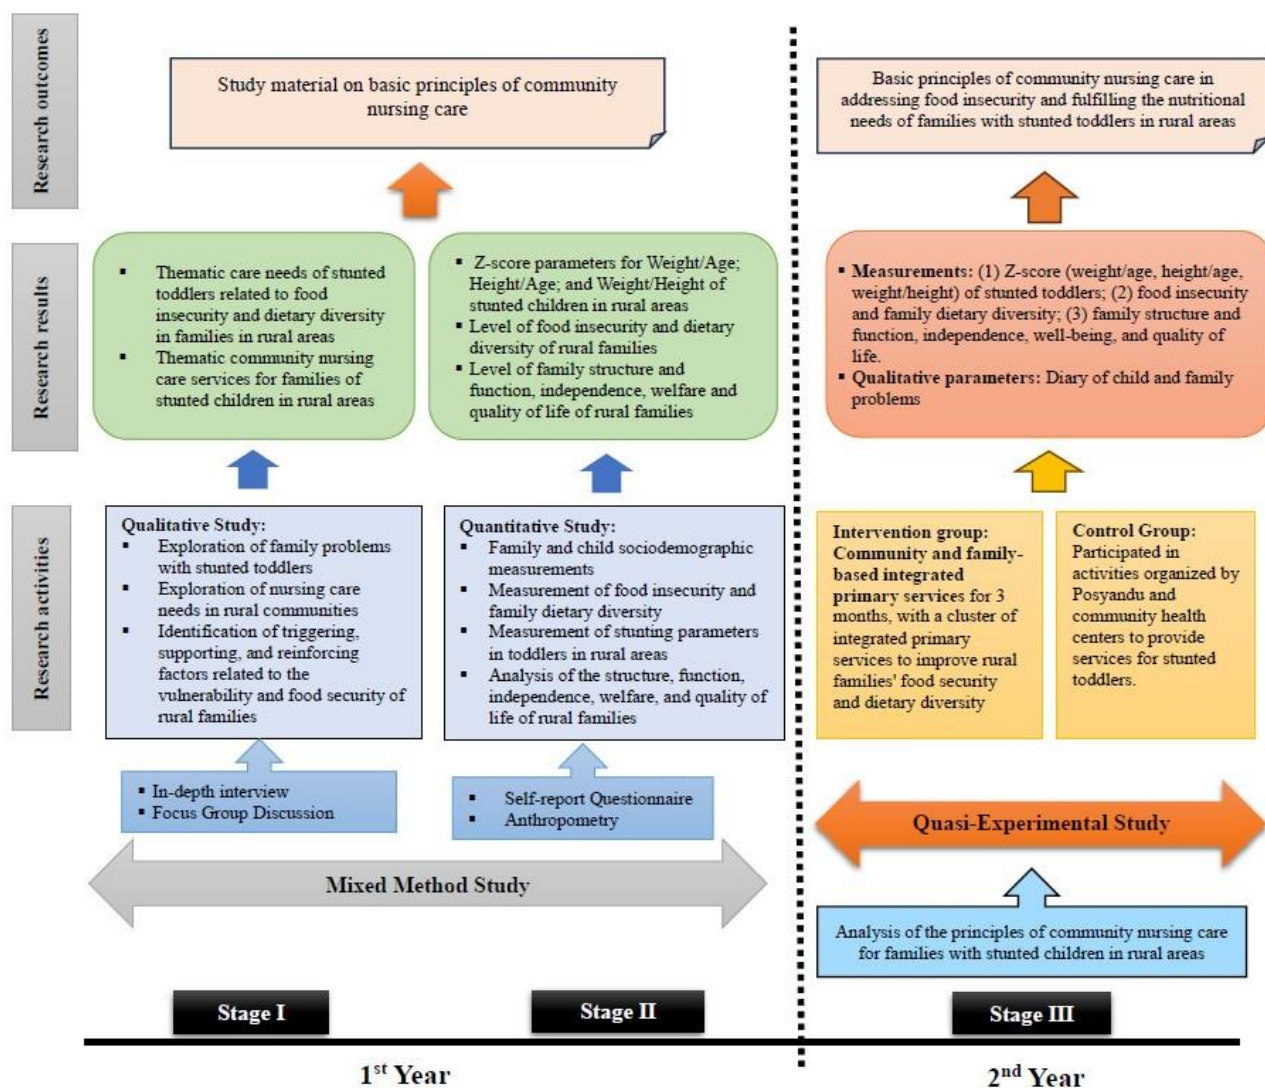 Research outcomes
Study material on basic principles of community
nursing care
Basic principles of community nursing care in
addressing food insecurity and fulfilling the nutritional
needs of families with stunted toddlers in rural areas
Research results
▪ Thematic care needs of stunted
toddlers related to food
insecurity and dietary diversity
in families in rural areas
▪ Thematic community nursing
care services for families of
stunted children in rural areas
▪ Z-score parameters for Weight/Age;
Height/Age; and Weight/Height of
stunted children in rural areas
▪ Level of food insecurity and dietary
diversity of rural families
▪ Level of family structure and
function, independence, welfare and
quality of life of rural families
▪ Measurements: (1) Z-score (weight/age, height/age,
weight/height) of stunted toddlers; (2) food insecurity
and family dietary diversity; (3) family structure and
function, independence, well-being, and quality of
life.
▪ Qualitative parameters: Diary of child and family
problems
Research activities
Qualitative Study:
▪ Exploration of family problems
with stunted toddlers
▪ Exploration of nursing care
needs in rural communities
▪ Identification of triggering,
supporting, and reinforcing
factors related to the
vulnerability and food security of
rural families
Quantitative Study:
▪ Family and child sociodemographic
measurements
▪ Measurement of food insecurity and
family dietary diversity
▪ Measurement of stunting parameters
in toddlers in rural areas
▪ Analysis of the structure, function,
independence, welfare, and quality of
life of rural families
Intervention group:
Community and family-
based integrated
primary services for 3
months, with a cluster of
integrated primary
services to improve rural
families' food security
and dietary diversity
Control Group:
Participated in
activities organized by
Posyandu and
community health
centers to provide
services for stunted
toddlers.
▪ In-depth interview
▪ Focus Group Discussion
▪ Self-report Questionnaire
▪ Anthropometry
Quasi-Experimental Study
Mixed Method Study
Analysis of the principles of community nursing care
for families with stunted children in rural areas
Stage I
Stage II
Stage III
1st Year
2nd Year